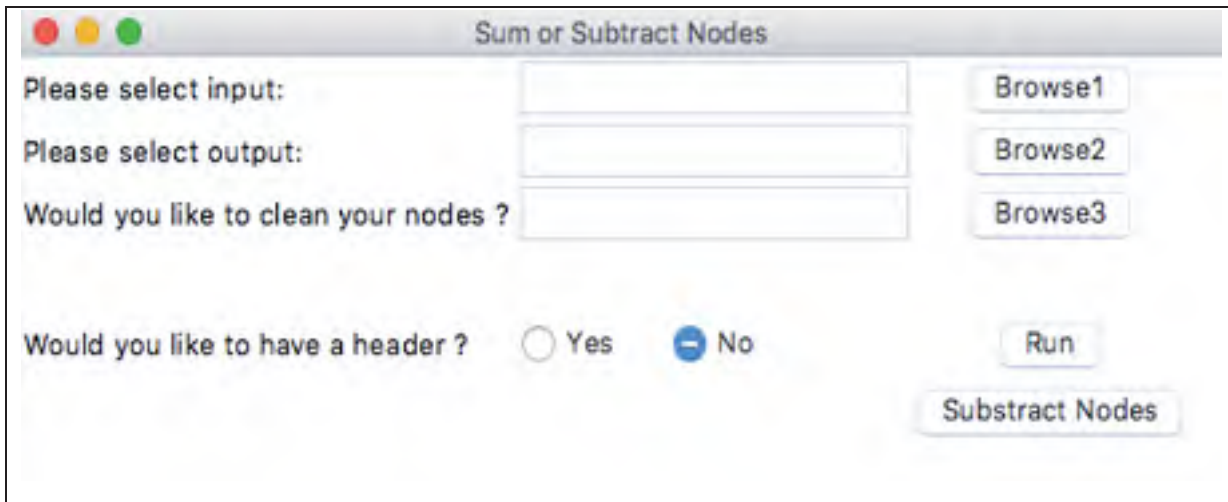 Sum or Subtract Nodes
Please select input: Browse1
Please select output: Browse2
Would you like to clean your nodes ? Browse3
Would you like to have a header ? Yes No Run
Substract Nodes